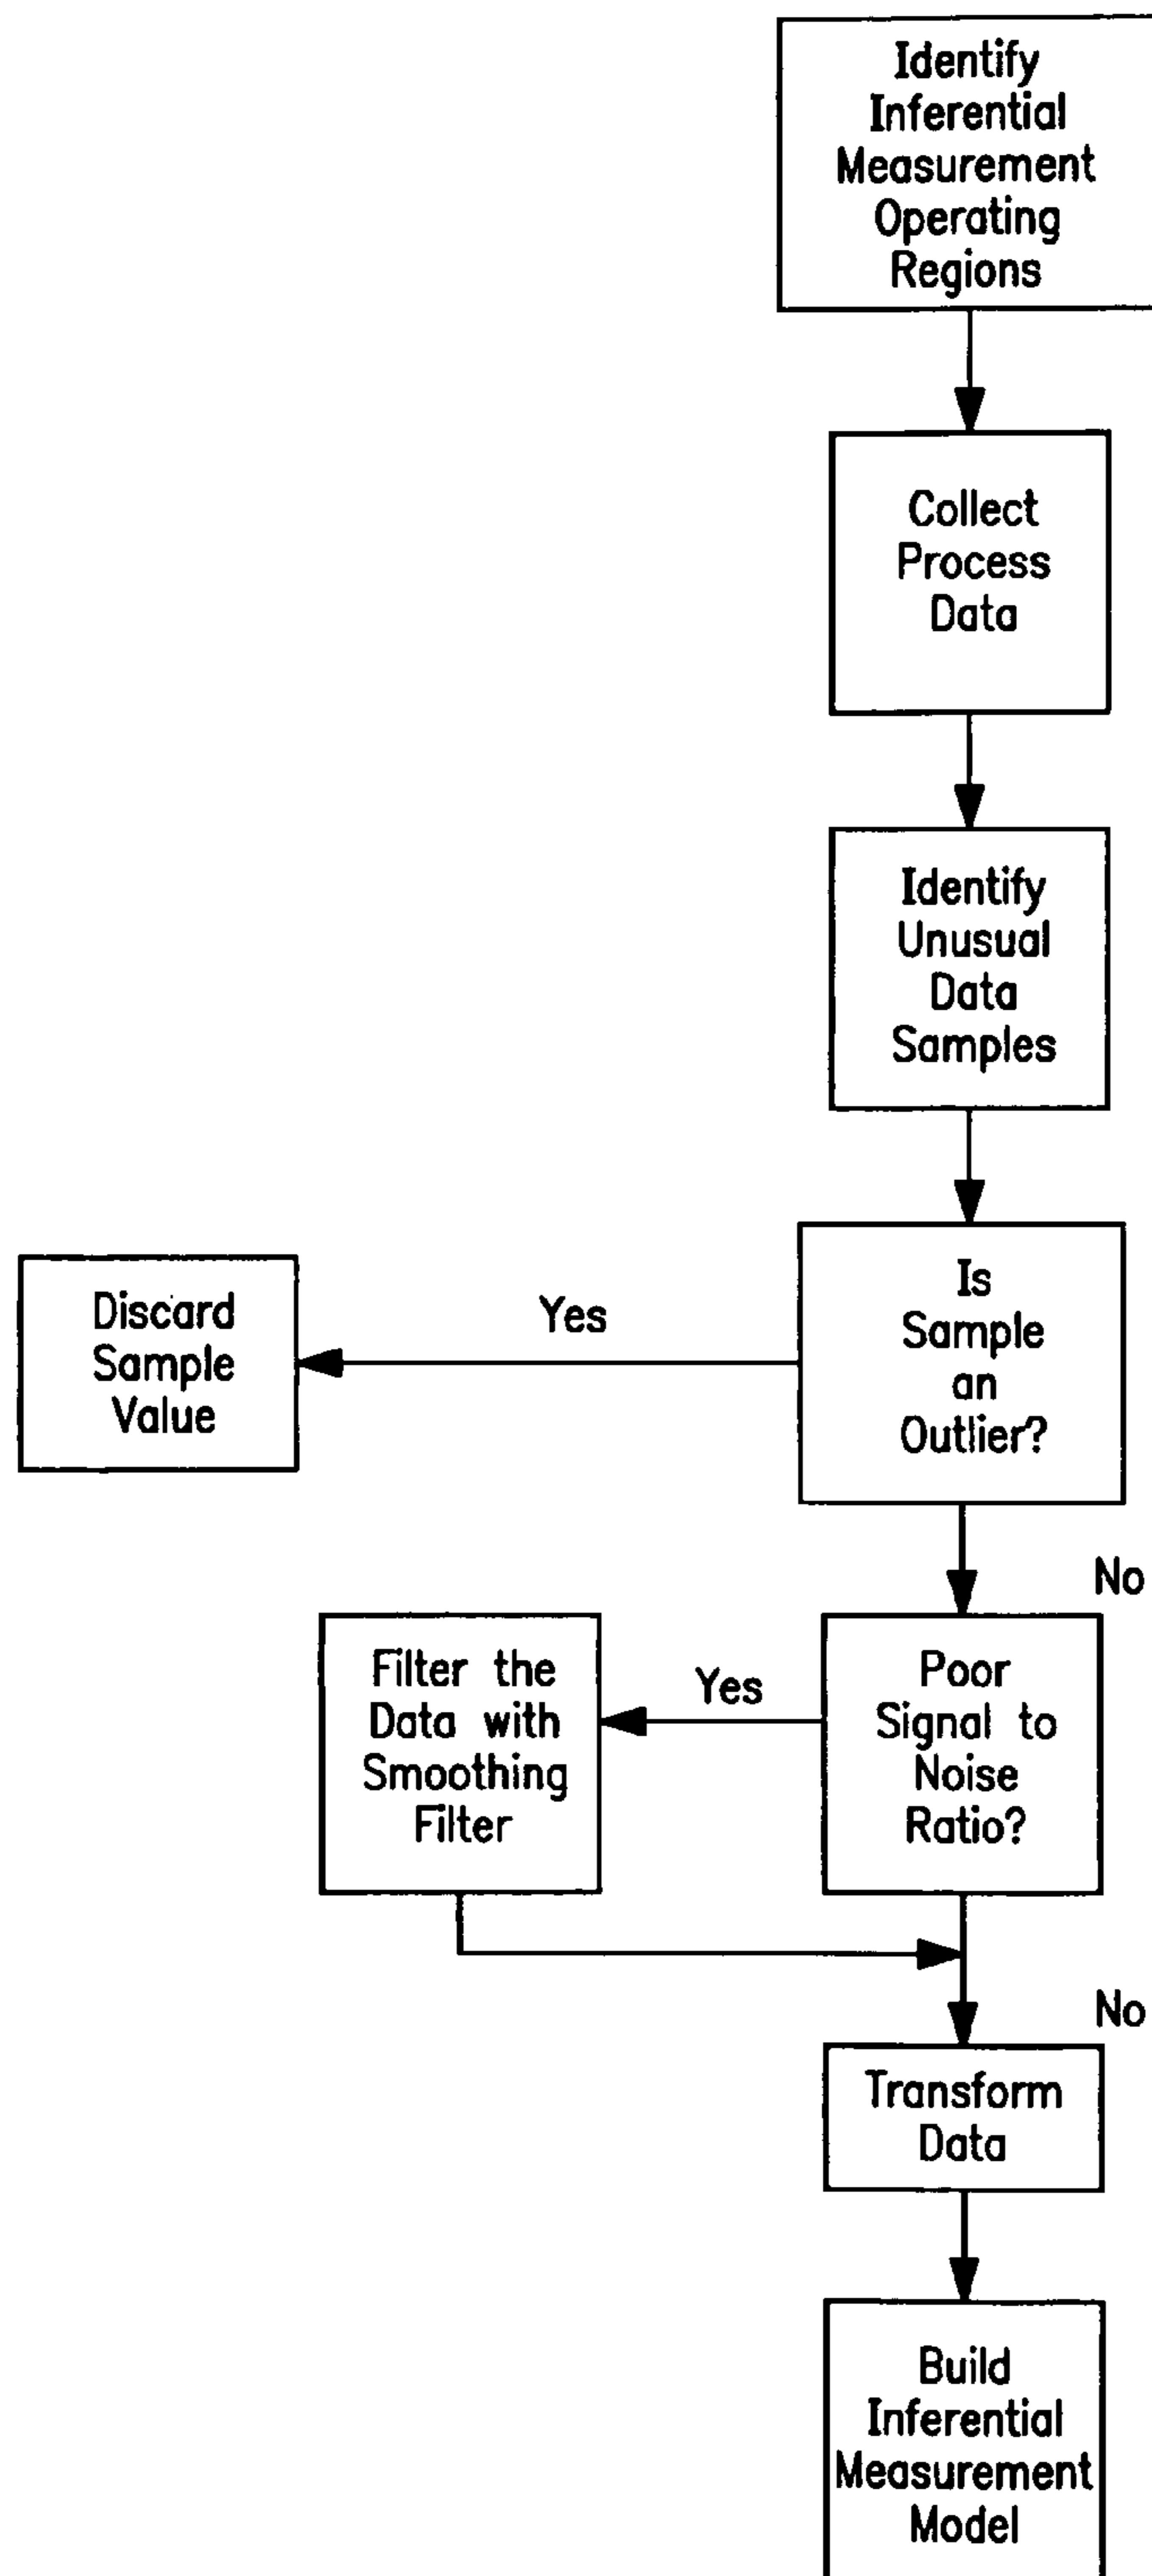 Identify
Inferential
Measurement
Operating
Regions
Collect
Process
Data
Identify
Unusual
Data
Samples
Is
Sample
an
Outlier?
Yes
Discard
Sample
Value
No
Poor
Signal to
Noise
Ratio?
Yes
Filter the
Data with
Smoothing
Filter
No
Transform
Data
Build
Inferential
Measurement
Model